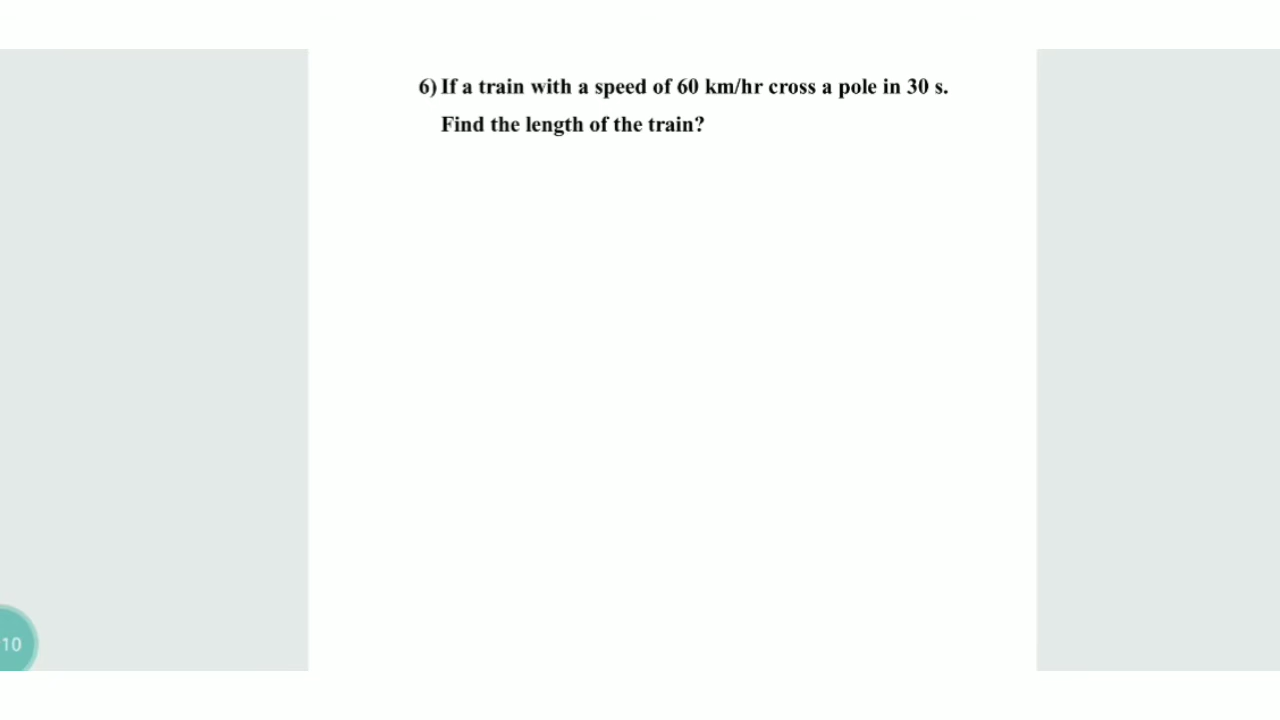 6) If a train with a speed of 60 km/hr cross a pole in 30 s.
Find the length of the train?
10